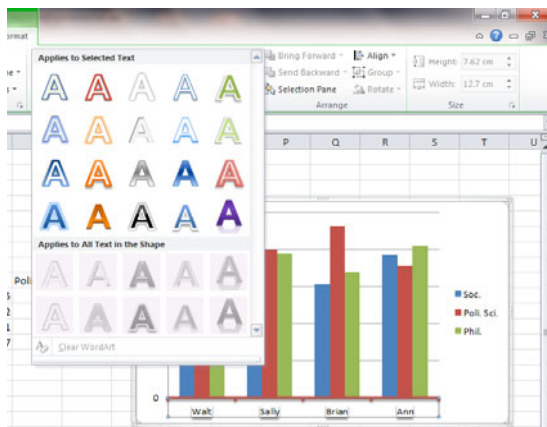 ormat
Applies to Selected Text
A A A A A
A A A A A
A A A A A
A A A A A
Applies to All Text in the Shape
A A A A A
A A A A A
Clear WordArt
Bring Forward
Send Backward
Selection Pane
Align
Group
Rotate
Arrange
Height: 7.62 cm
Width: 12.7 cm
Size
P Q R S T U
Poli
2
7
Soc.
Poli. Sci.
Phil.
0
Walt Sally Brian Ann